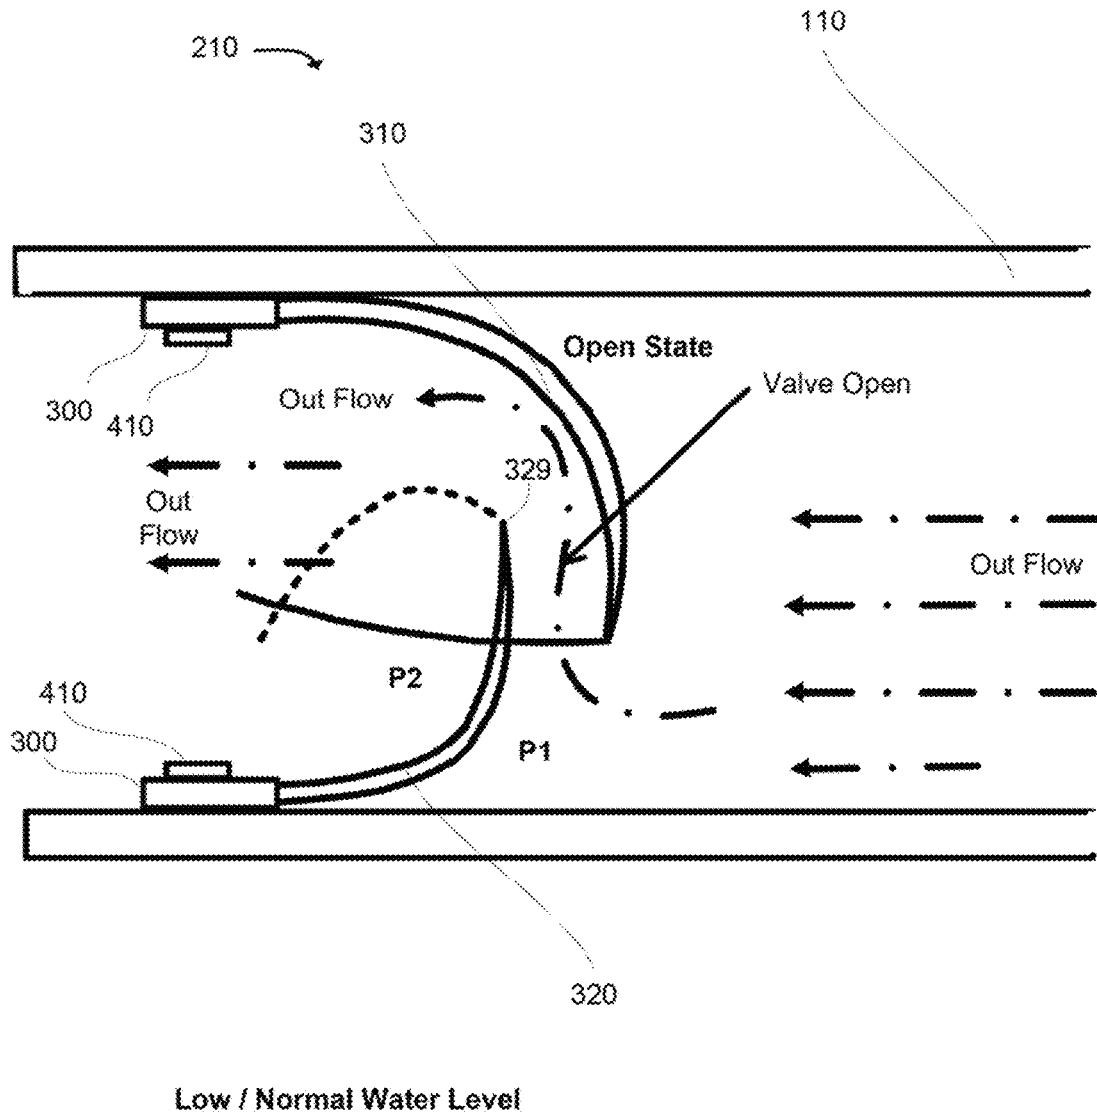 110
210
310
Open State
Valve Open
Out Flow
300
410
329
Out
Flow
Out Flow
P2
410
300
P1
320
Low / Normal Water Level